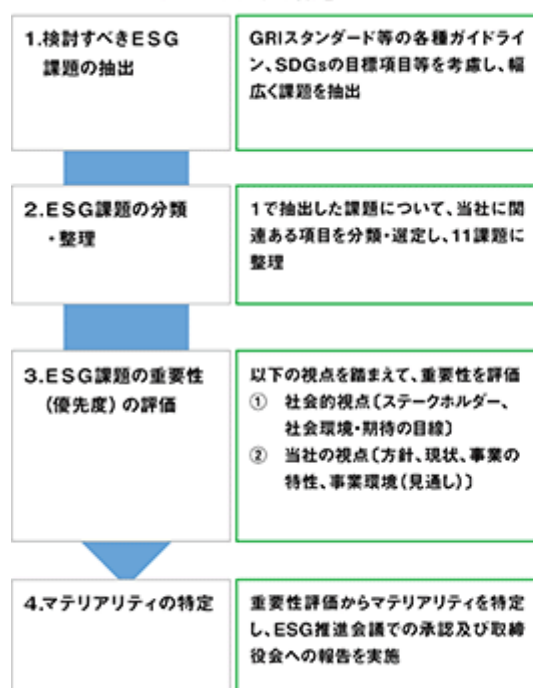 1.検討すべきESG
課題の抽出
GRIスタンダード等の各種ガイドライ
ン、SDGsの目標項目等を考慮し、幅
広く課題を抽出
2.ESG課題の分類
・整理
1で抽出した課題について、当社に関
連ある項目を分類・選定し、11課題に
整理
3.ESG課題の重要性
(優先度)の評価
以下の視点を踏まえて、重要性を評価
① 社会的視点〔ステークホルダー、
社会環境・期待の目線〕
② 当社の視点〔方針、現状、事業の
特性、事業環境(見通し)〕
4.マテリアリティの特定
重要性評価からマテリアリティを特定
し、ESG推進会議での承認及び取締
役会への報告を実施